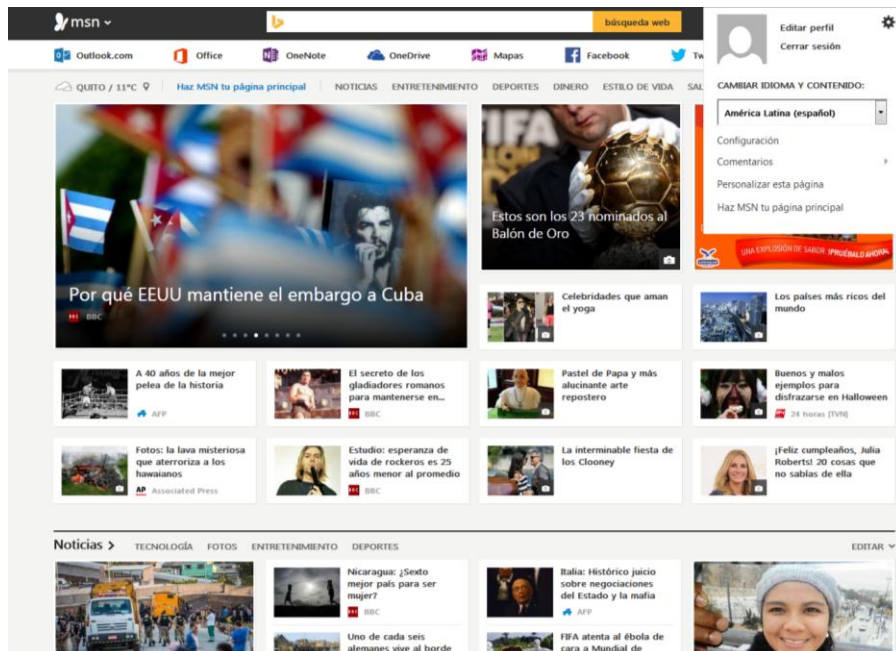 msn
búsqueda web
Editar perfil
Cerrar sesión
CAMBIAR IDIOMA Y CONTENIDO:
América Latina (español)
Configuración
Comentarios
Personalizar esta página
Haz MSN tu página principal
Outlook.com
Office
OneNote
OneDrive
Mapas
Facebook
Tw
QUITO / 11°C
Haz MSN tu página principal
NOTICIAS
ENTRETENIMIENTO
DEPORTES
DINERO
ESTILO DE VIDA
SAL
Por qué EEUU mantiene el embargo a Cuba
BBC
FIFA
Estos son los 23 nominados al
Balón de Oro
UNA EXPLOSIÓN DE SABOR ¡PRUÉBALO AHORA!
Celebridades que aman
el yoga
Los países más ricos del
mundo
A 40 años de la mejor
pelea de la historia
AFP
El secreto de los
gladiadores romanos
para mantenerse en...
BBC
Pastel de Papa y más
alucinante arte
repostero
Buenos y malos
ejemplos para
disfrazarse en Halloween
24 horas (TVN)
Fotos: la lava misteriosa
que aterroriza a los
hawaianos
AP Associated Press
Estudio: esperanza de
vida de rockeros es 25
años menor al promedio
BBC
La interminable fiesta de
los Clooney
¡Feliz cumpleaños, Julia
Roberts! 20 cosas que
no sabías de ella
Noticias
TECNOLOGÍA
FOTOS
ENTRETENIMIENTO
DEPORTES
EDITAR
Nicaragua: ¿Sexto
mejor país para ser
mujer?
BBC
Uno de cada seis
alemanes vive al borde
Italia: Histórico juicio
sobre negociaciones
del Estado y la mafia
AFP
FIFA atenta al ébola de
cara a Mundial de